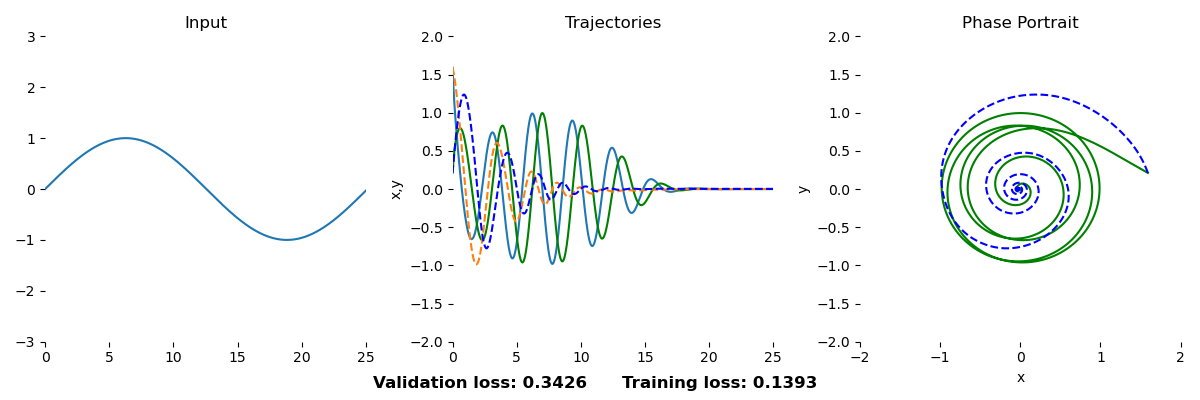 Input
3
2
1
0
−1
−2
−3
0 5 10 15 20 25
Trajectories
x,y
2.0
1.5
1.0
0.5
0.0
−0.5
−1.0
−1.5
−2.0
0 5 10 15 20 25
Phase Portrait
y
2.0
1.5
1.0
0.5
0.0
−0.5
−1.0
−1.5
−2.0
−2 −1 0 1 2
x
Validation loss: 0.3426 Training loss: 0.1393